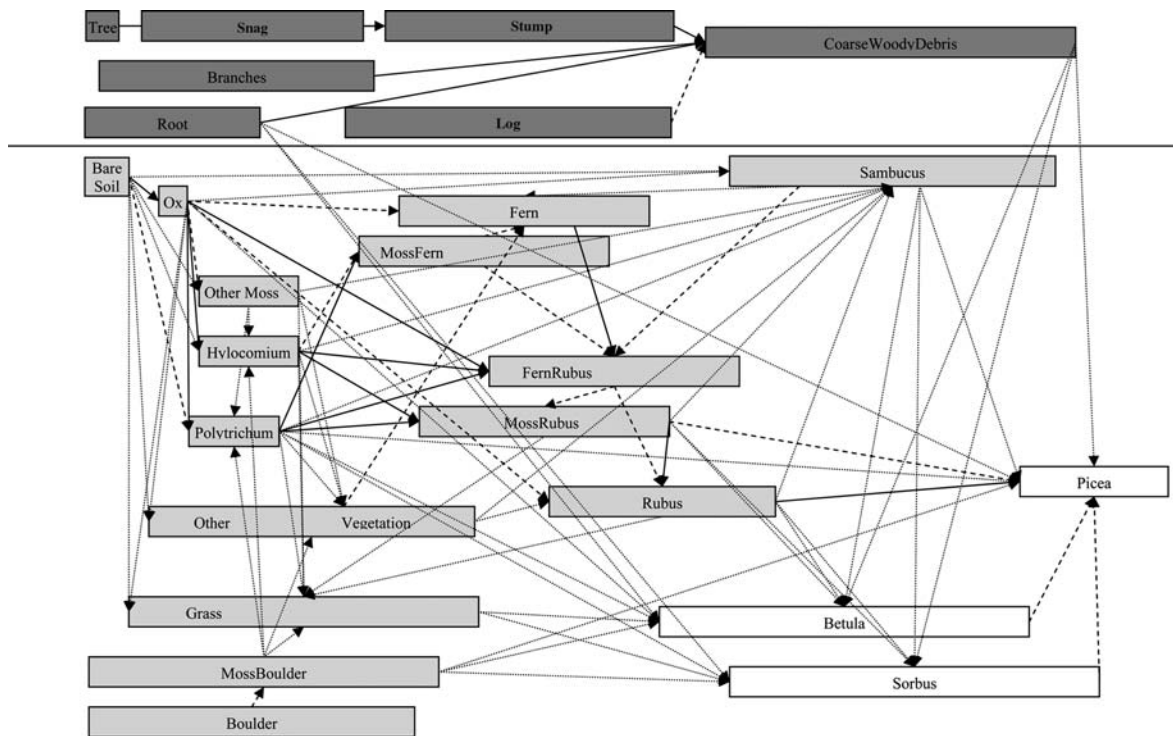 Tree
Snag
Stump
CoarseWoodyDebris
Branches
Root
Log
Bare
Soil
Sambucus
Ox
Fern
MossFern
Other Moss
Hylocomium
FernRubus
MossRubus
Polytrichum
Picea
Rubus
Other Vegetation
Grass
Betula
MossBoulder
Sorbus
Boulder